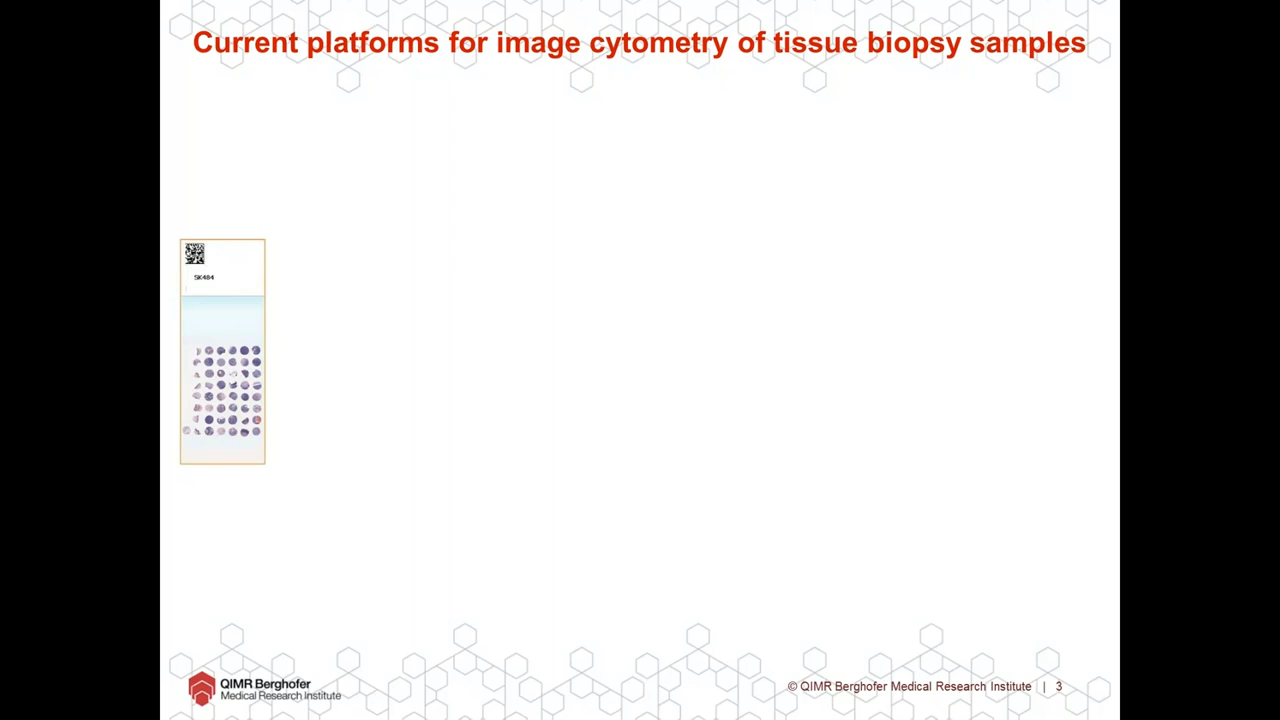 Current platforms for image cytometry of tissue biopsy samples
SK484
QIMR Berghofer
Medical Research Institute
© QIMR Berghofer Medical Research Institute | 3